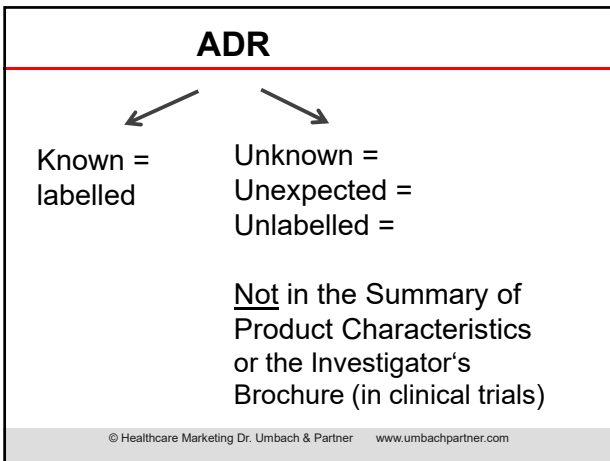 ADR
Known =
labelled
Unknown =
Unexpected =
Unlabelled =
Not in the Summary of
Product Characteristics
or the Investigator‘s
Brochure (in clinical trials)
© Healthcare Marketing Dr. Umbach & Partner www.umbachpartner.com